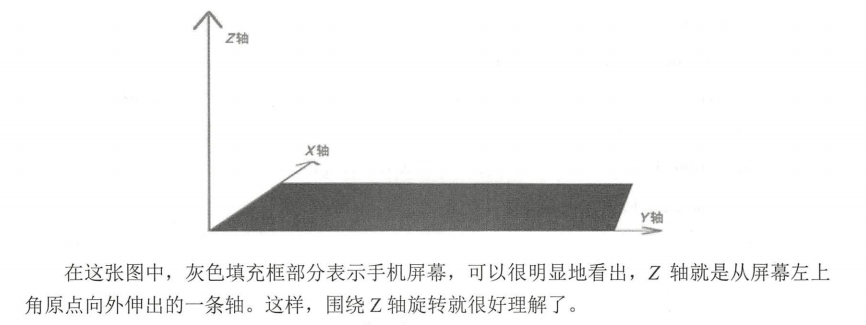 Z轴
X轴
Y轴
在这张图中，灰色填充框部分表示手机屏幕，可以很明显地看出，Z 轴就是从屏幕左上
角原点向外伸出的一条轴。这样，围绕 Z 轴旋转就很好理解了。